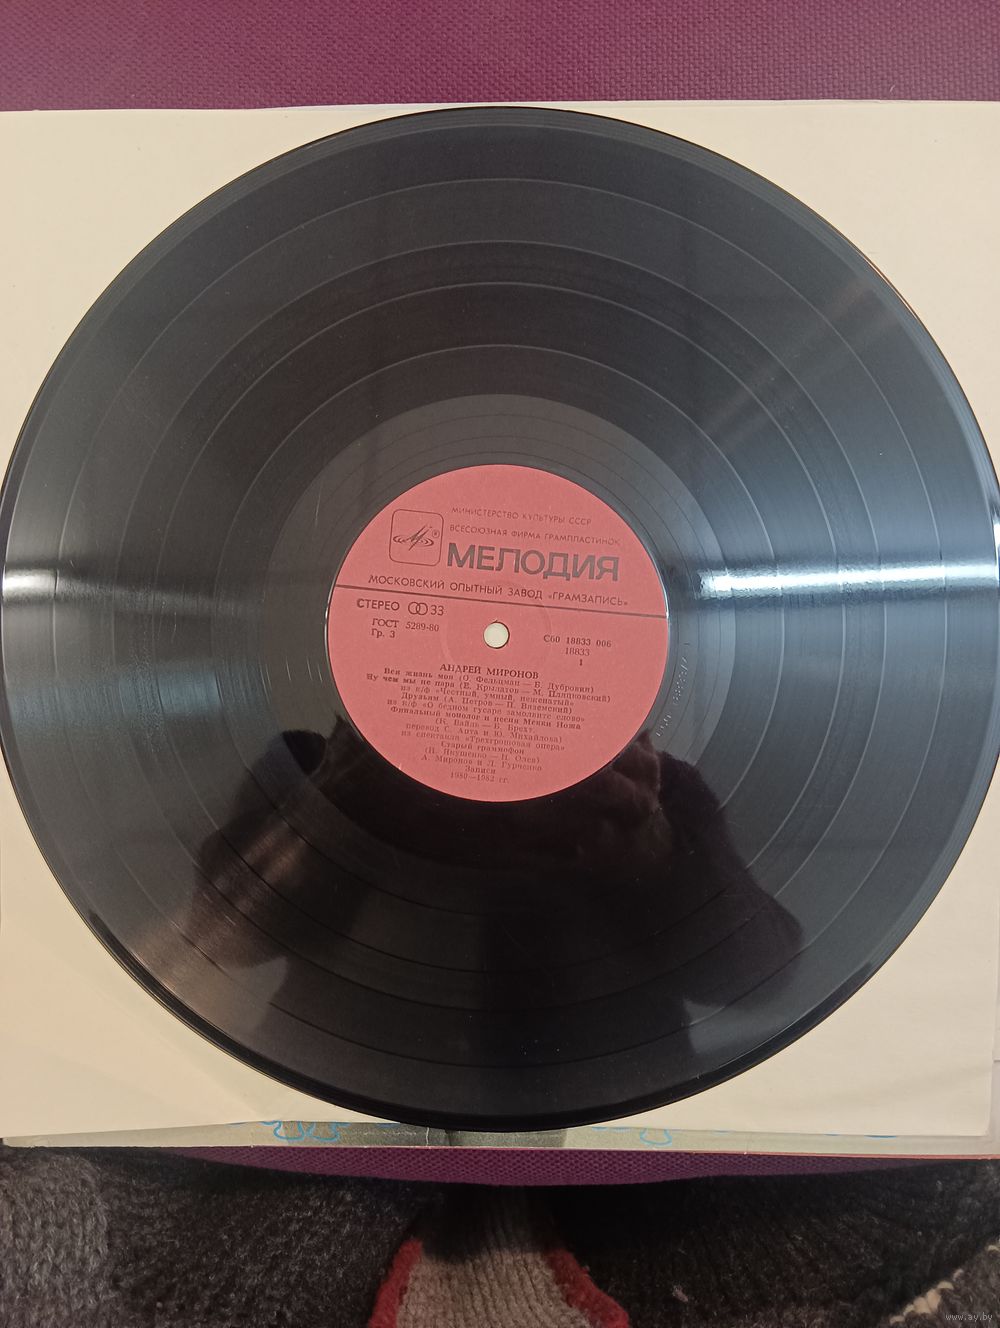 МИНИСТЕРСТВО КУЛЬТУРЫ СССР
ВСЕСОЮЗНАЯ ФИРМА ГРАМПЛАСТИНОК
МЕЛОДИЯ
МОСКОВСКИЙ ОПЫТНЫЙ ЗАВОД «ГРАМЗАПИСЬ»
СТЕРЕО 33
ГОСТ 5289-80
Гр. 3
С60 18833 006
18833
1
АНДРЕЙ МИРОНОВ
Вся жизнь моя (О. Фельцман — Б. Дубровин)
Ну чем мы не пара (Е. Крылатов — М. Пляцковский)
из к/ф «Честный, умный, неженатый»
Друзьям (А. Петров — П. Вяземский)
из к/ф «О бедном гусаре замолвите слово»
Финальный монолог и песня Мекки Ножа
(К. Вайль — Б. Брехт,
перевод С. Апта и Ю. Михайлова)
из спектакля «Трехгрошовая опера»
Старый граммофон
(И. Якушенко — И. Олев)
А. Миронов и Л. Гурченко
Записи
1980—1982 гг.
www.ay.by